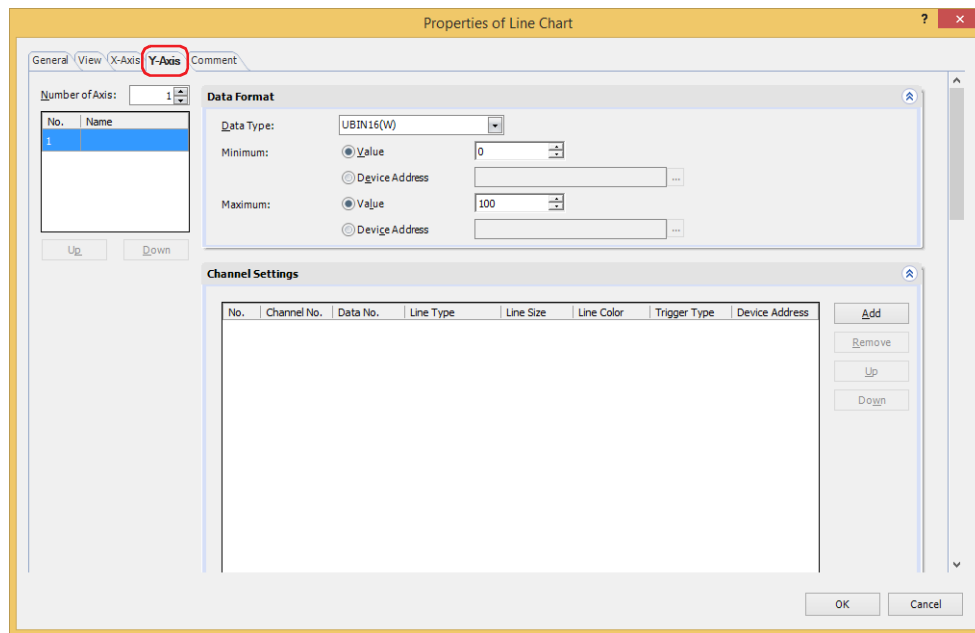 Properties of Line Chart
? ×
General View X-Axis Y-Axis Comment
Number of Axis: 1
No. Name
1
Up Down
Data Format
Data Type: UBIN16(W)
Minimum: Value 0
Device Address ...
Maximum: Value 100
Device Address ...
Channel Settings
No. Channel No. Data No. Line Type Line Size Line Color Trigger Type Device Address
Add
Remove
Up
Down
OK Cancel